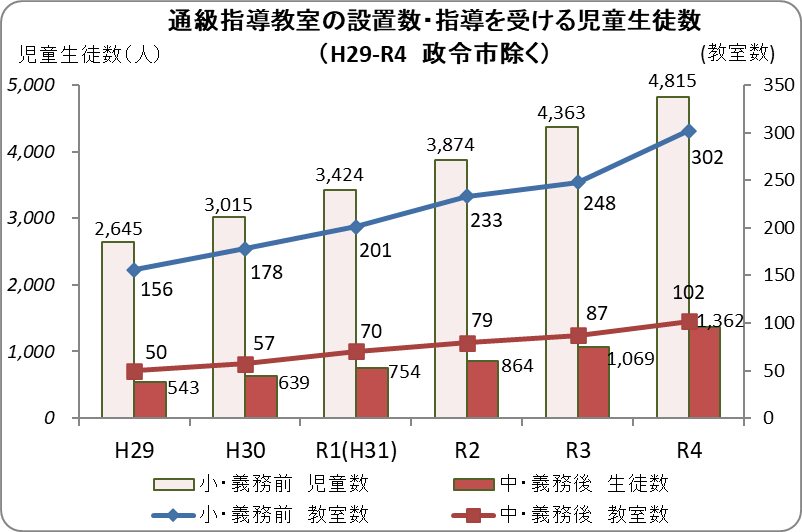 通級指導教室の設置数・指導を受ける児童生徒数
（H29-R4　政令市除く）
児童生徒数（人）
(教室数)
5,000
4,000
3,000
2,000
1,000
0
350
300
250
200
150
100
50
0
2,645
3,015
3,424
3,874
4,363
4,815
156
178
201
233
248
302
50
57
70
79
87
102
543
639
754
864
1,069
1,362
H29
H30
R1(H31)
R2
R3
R4
小・義務前　児童数
中・義務後　生徒数
小・義務前　教室数
中・義務後　教室数